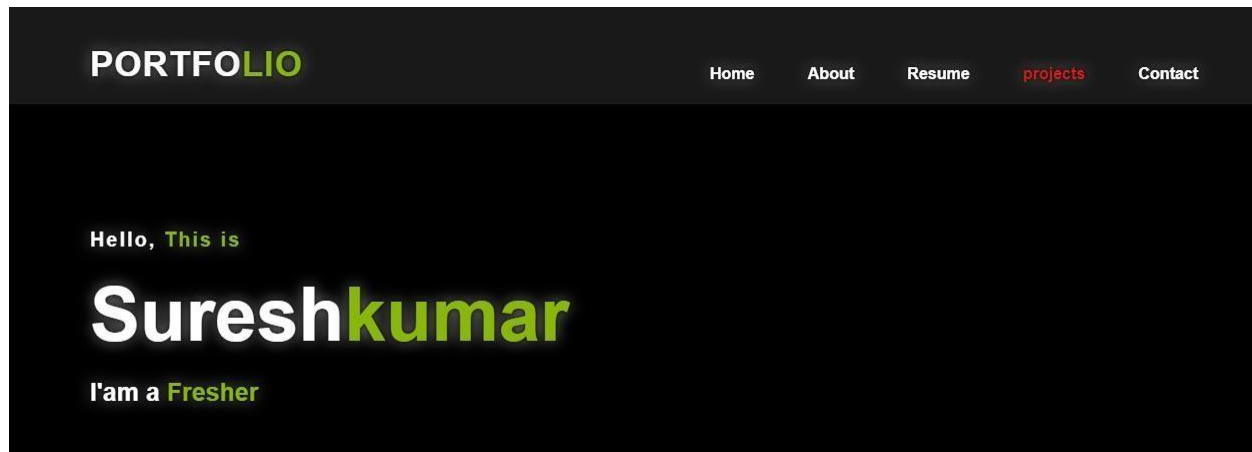 PORTFOLIO
Home About Resume projects Contact
Hello, This is
Sureshkumar
I'am a Fresher